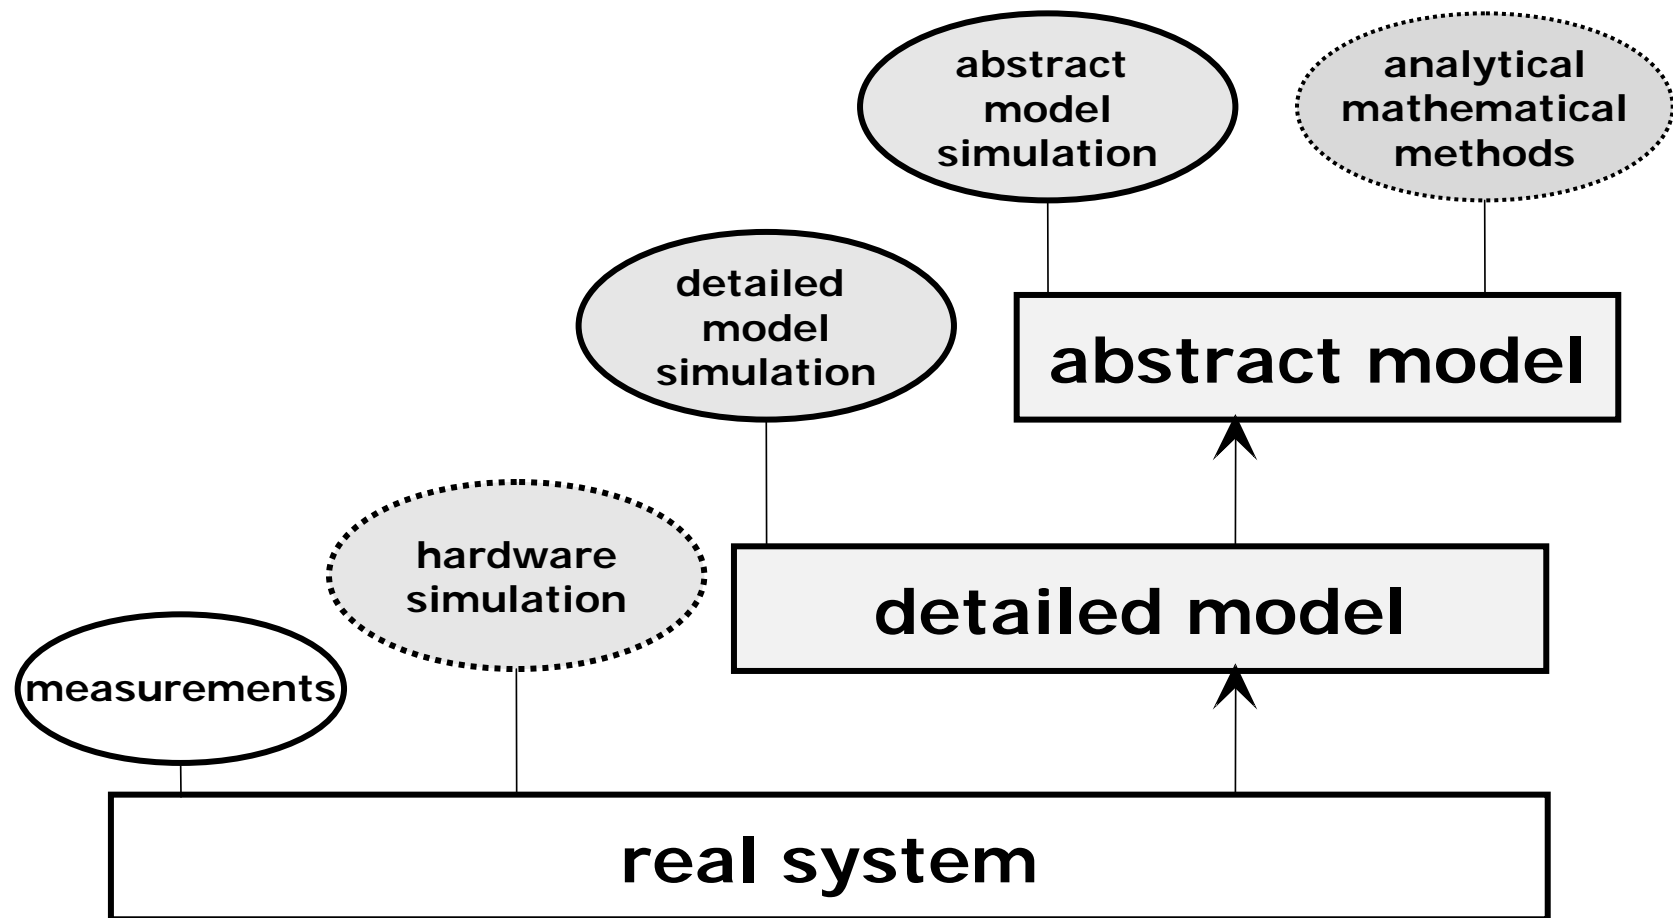 abstract
model
simulation
analytical
mathematical
methods
detailed
model
simulation
abstract model
hardware
simulation
detailed model
measurements
real system